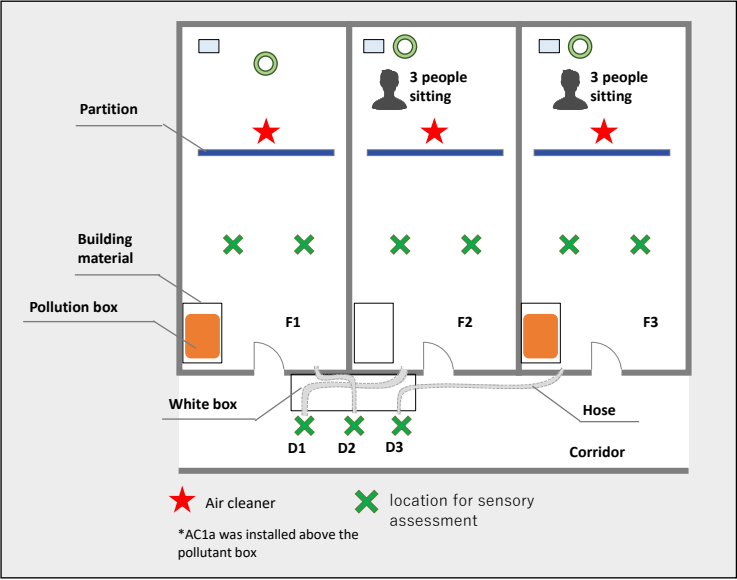 3 people
sitting
3 people
sitting
Partition
Building
material
Pollution box
F1
F2
F3
White box
Hose
D1
D2
D3
Corridor
Air cleaner
location for sensory
assessment
*AC1a was installed above the
pollutant box